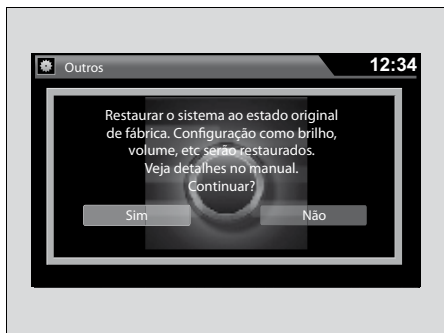 Outros
12:34
Restaurar o sistema ao estado original
de fábrica. Configuração como brilho,
volume, etc serão restaurados.
Veja detalhes no manual.
Continuar?
Sim
Não